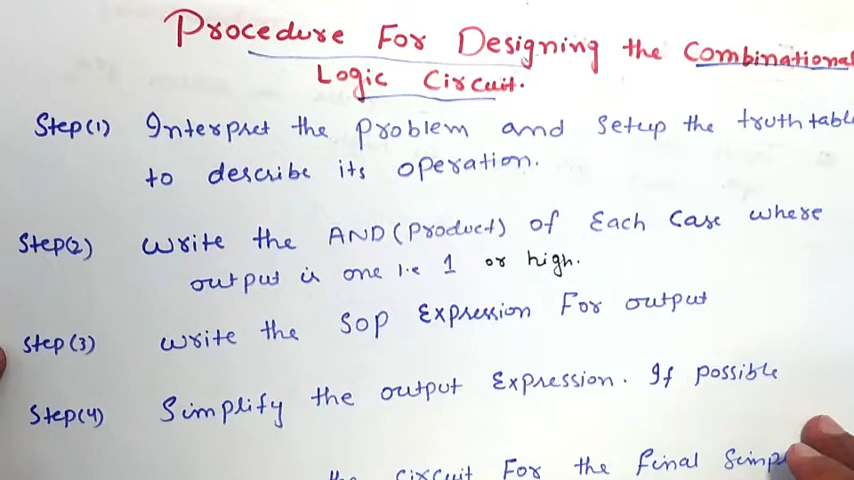 Procedure For Designing the Combinational
Logic Circuit.
Step(1) Interpret the problem and setup the truth table
to describe its operation.
Step(2) write the AND(Product) of Each Case where
output is one i.e 1 or high.
Step(3) write the SOP Expression For output
Step(4) Simplify the output Expression. If possible
the circuit For the final